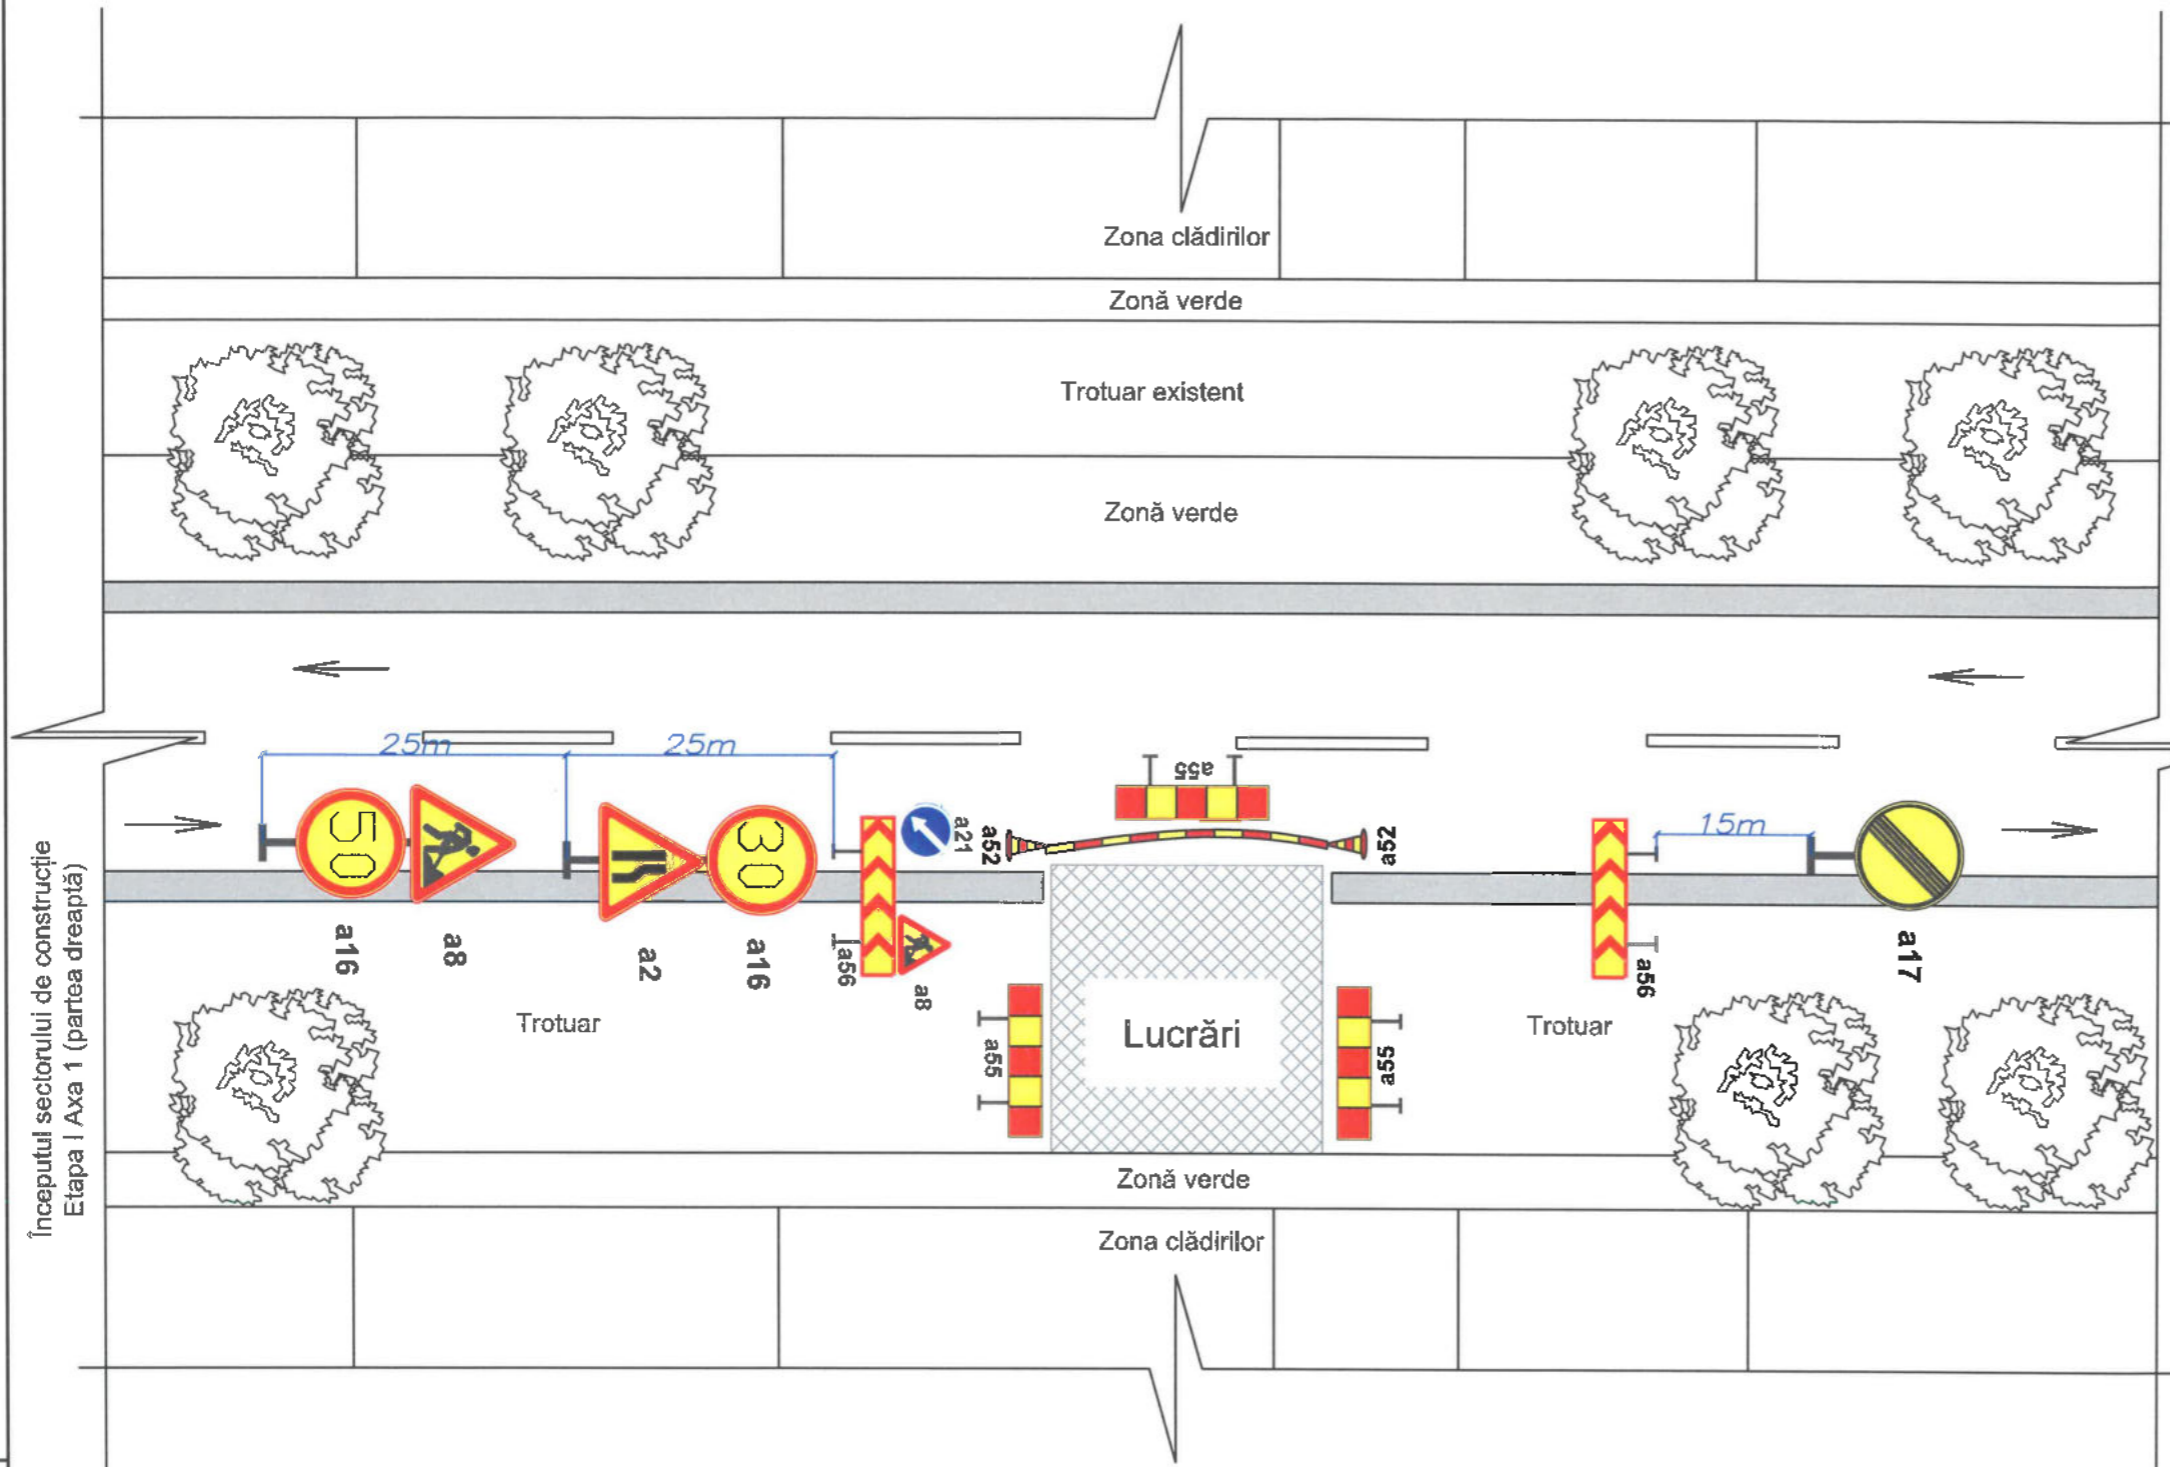 Zona clădirilor
Zonă verde
Trotuar existent
Zonă verde
25m
25m
a55
50
30
a21
a52
a52
15m
a16
a8
a2
a16
a56
a8
a56
a17
Trotuar
a55
Lucrări
a55
Trotuar
Zonă verde
Zona clădirilor
Începutul sectorului de construcție
Etapa I Axa 1 (partea dreaptă)